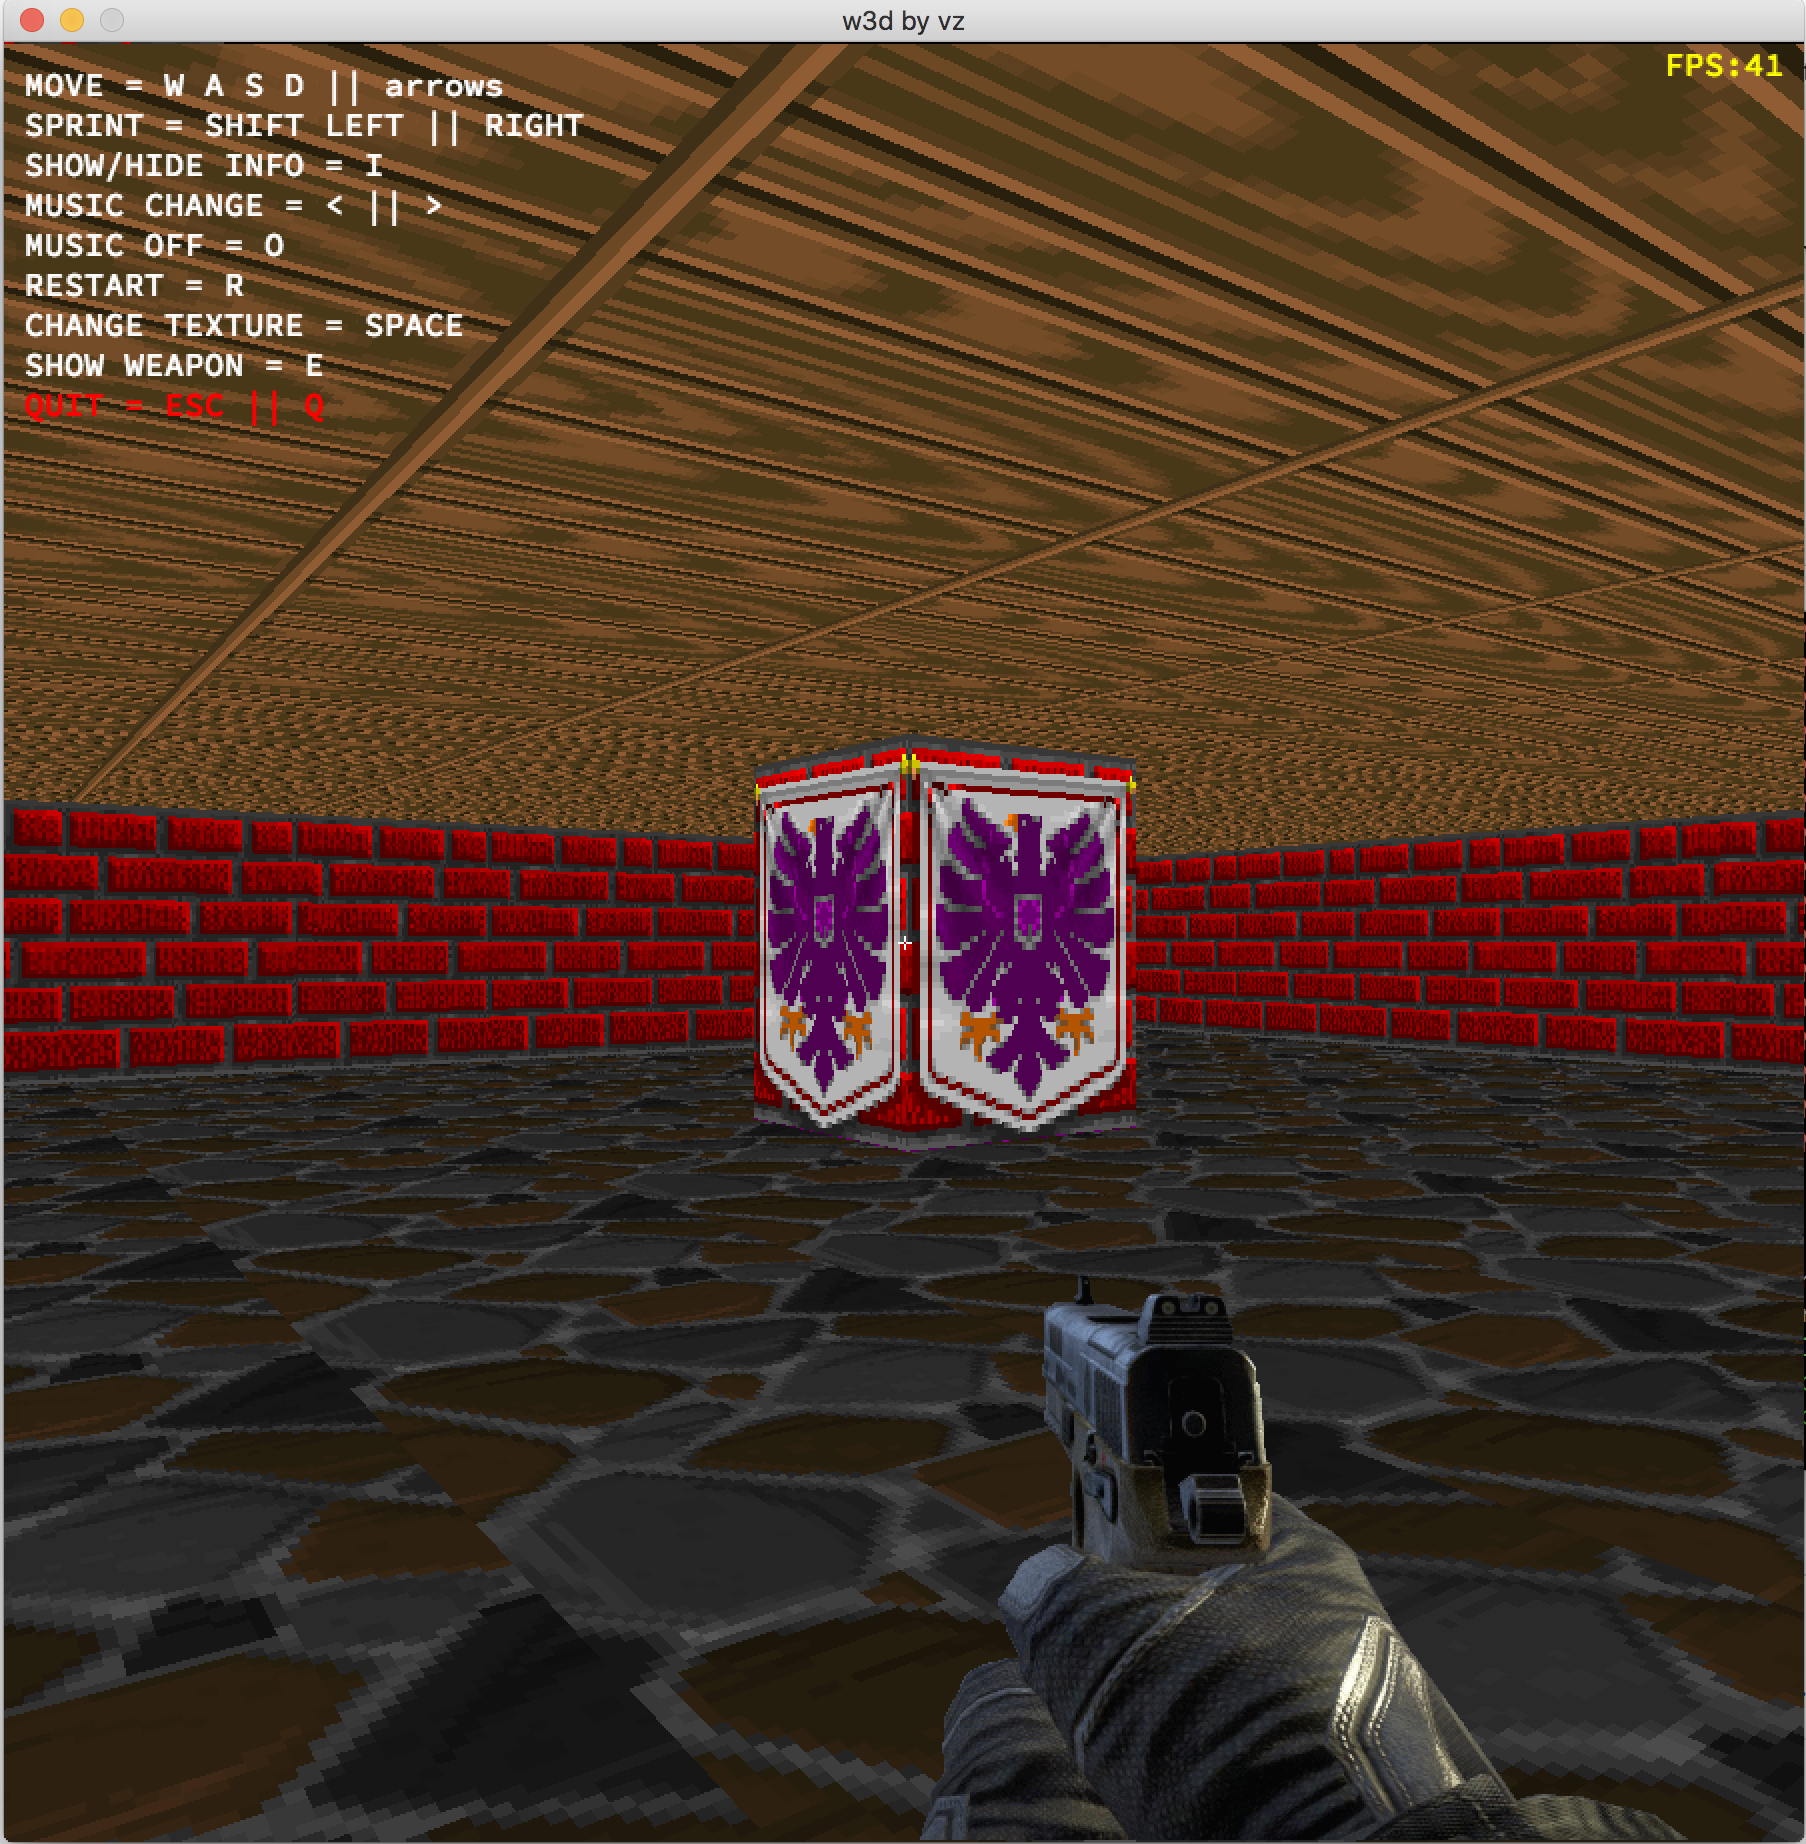 w3d by vz
FPS:41
MOVE = W A S D || arrows
SPRINT = SHIFT LEFT || RIGHT
SHOW/HIDE INFO = I
MUSIC CHANGE = < || >
MUSIC OFF = O
RESTART = R
CHANGE TEXTURE = SPACE
SHOW WEAPON = E
QUIT = ESC || Q